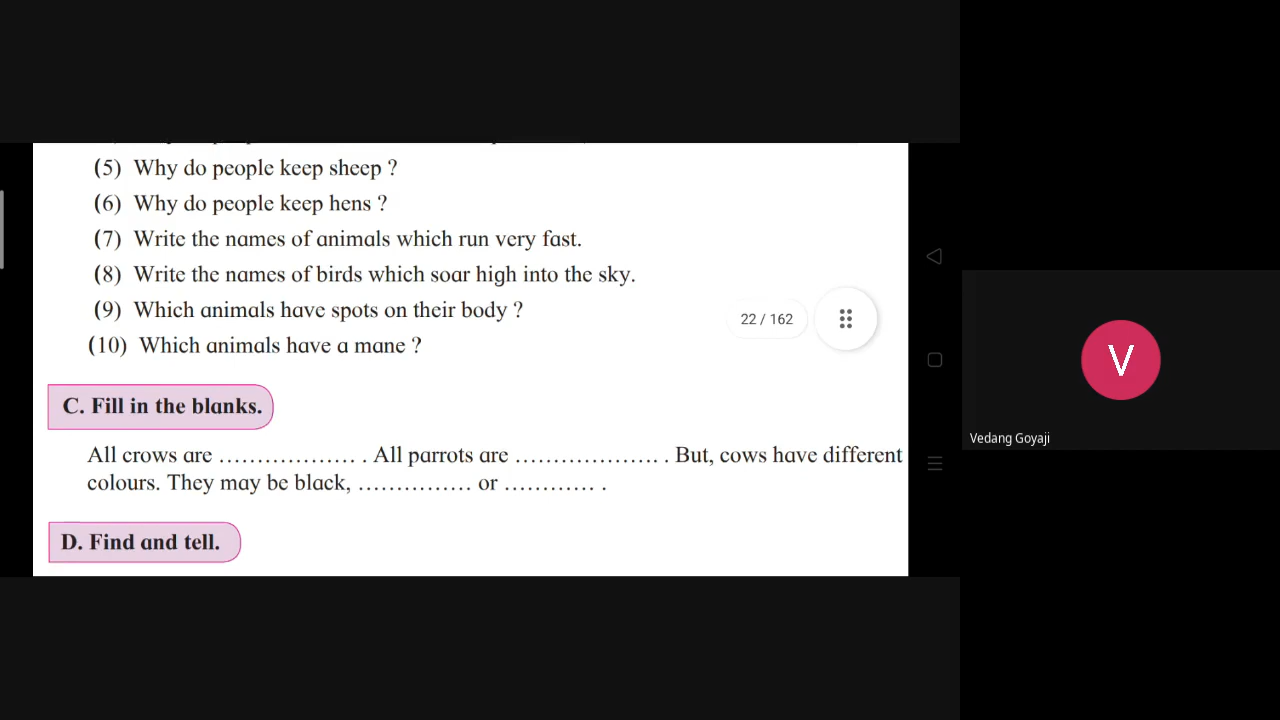 (5) Why do people keep sheep ?
(6) Why do people keep hens ?
(7) Write the names of animals which run very fast.
(8) Write the names of birds which soar high into the sky.
(9) Which animals have spots on their body ?
22 / 162
(10) Which animals have a mane ?
C. Fill in the blanks.
All crows are .................. . All parrots are ................... . But, cows have different
colours. They may be black, ............... or ............ .
D. Find and tell.
V
Vedang Goyaji